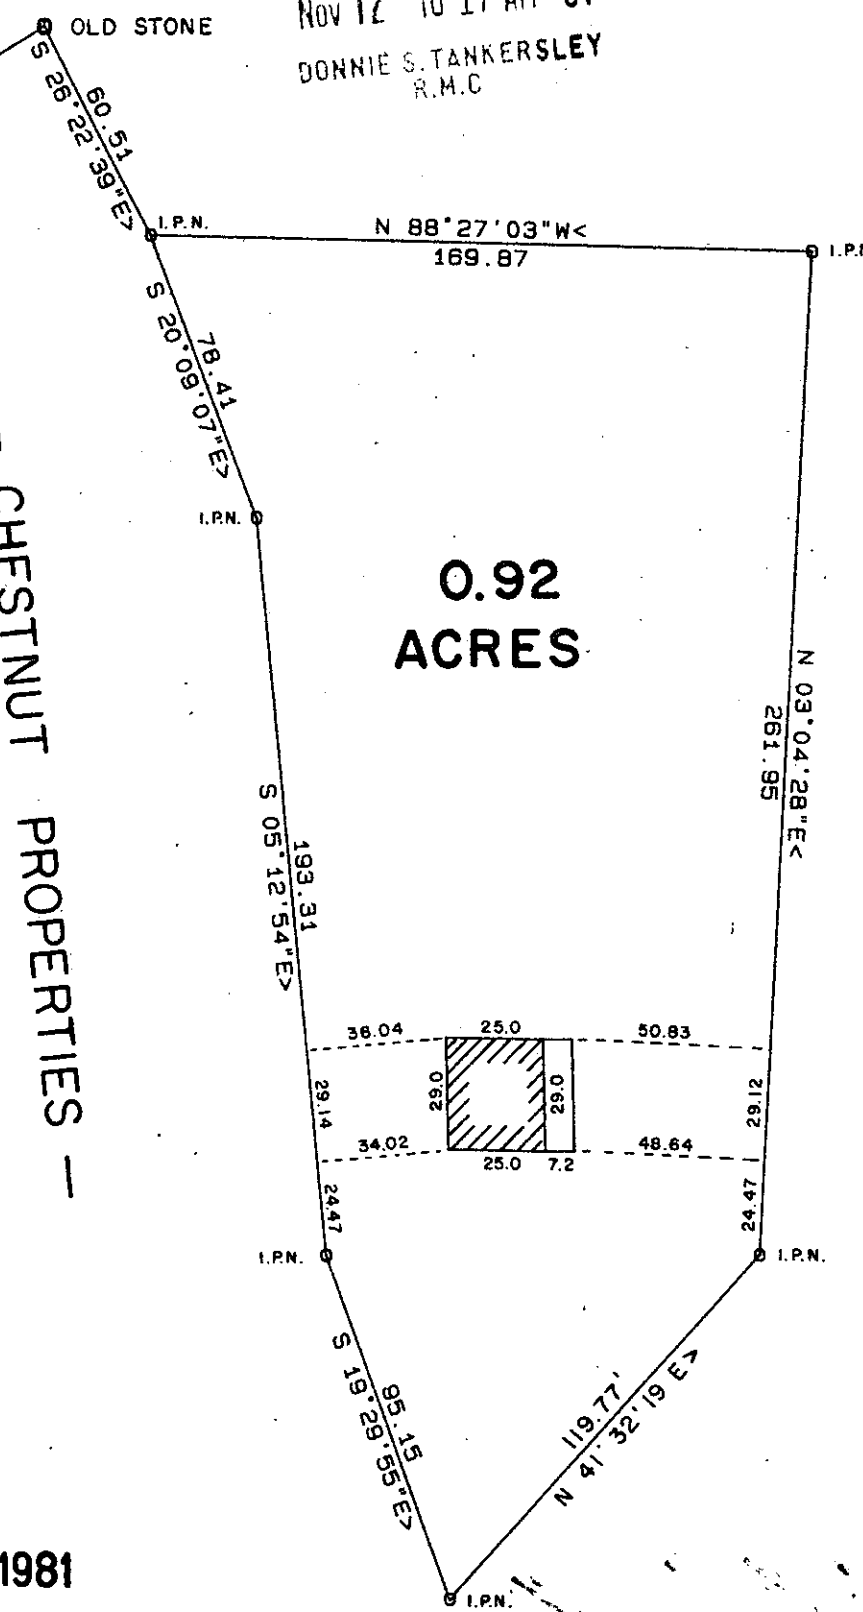 Nov 12 10 17 AM
DONNIE S. TANKERSLEY
R.M.C
OLD STONE
60.51
S 26°22'39"E>
I.P.N.
N 88°27'03"W<
169.87
78.41
S 20°09'07"E>
I.P.N.
0.92
ACRES
N 03°04'28"E<
261.95
193.31
S 05°12'54"E>
CHESTNUT PROPERTIES —
36.04
25.0
50.83
29.14
29.0
29.0
29.12
34.02
25.0
7.2
48.64
24.47
24.47
I.P.N.
I.P.N.
95.15
S 19°29'55"E>
119.77'
N 41°32'19 E>
I.P.N.
1981